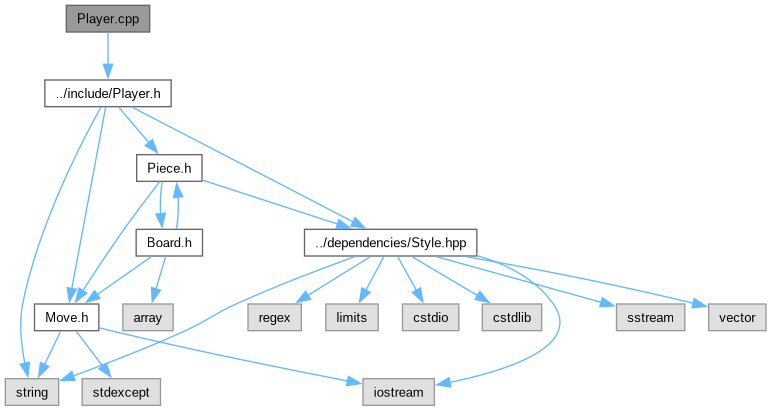 Player.cpp
../include/Player.h
Piece.h
Board.h
../dependencies/Style.hpp
Move.h
array
regex
limits
cstdio
cstdlib
sstream
vector
string
stdexcept
iostream